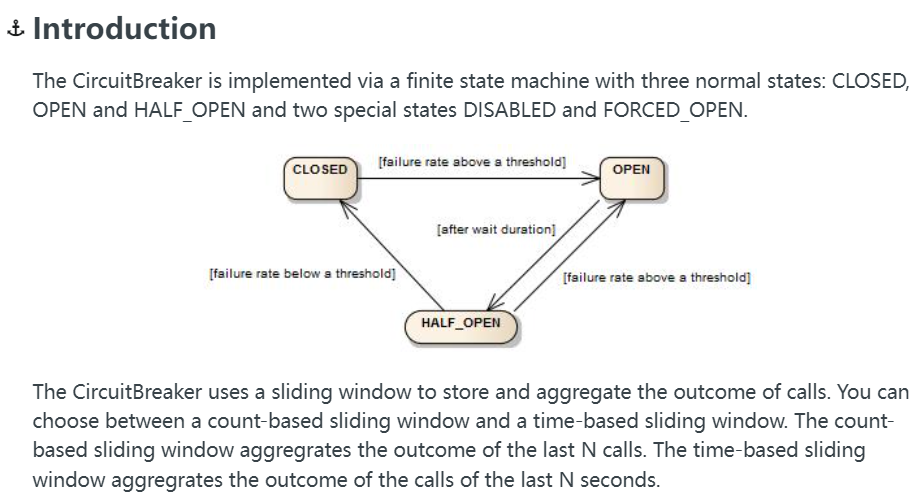 Introduction
The CircuitBreaker is implemented via a finite state machine with three normal states: CLOSED,
OPEN and HALF_OPEN and two special states DISABLED and FORCED_OPEN.
CLOSED
[failure rate above a threshold]
OPEN
[after wait duration]
[failure rate below a threshold]
[failure rate above a threshold]
HALF_OPEN
The CircuitBreaker uses a sliding window to store and aggregate the outcome of calls. You can
choose between a count-based sliding window and a time-based sliding window. The count-
based sliding window aggregrates the outcome of the last N calls. The time-based sliding
window aggregrates the outcome of the calls of the last N seconds.